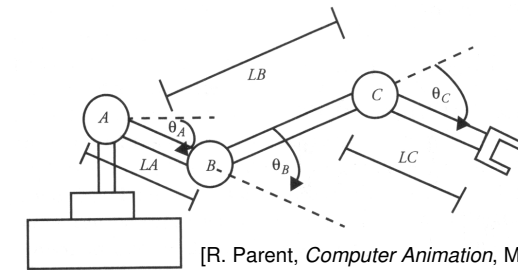 LB
A
θA
C
θC
LA
B
θB
LC
[R. Parent, Computer Animation, M